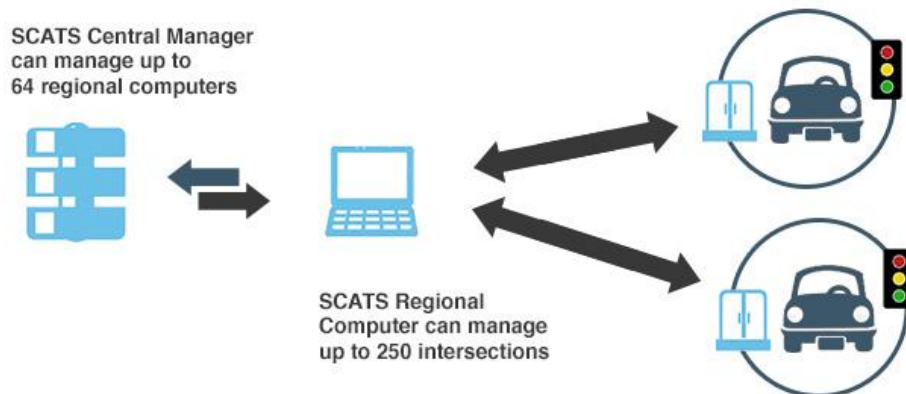 SCATS Central Manager
can manage up to
64 regional computers
SCATS Regional
Computer can manage
up to 250 intersections